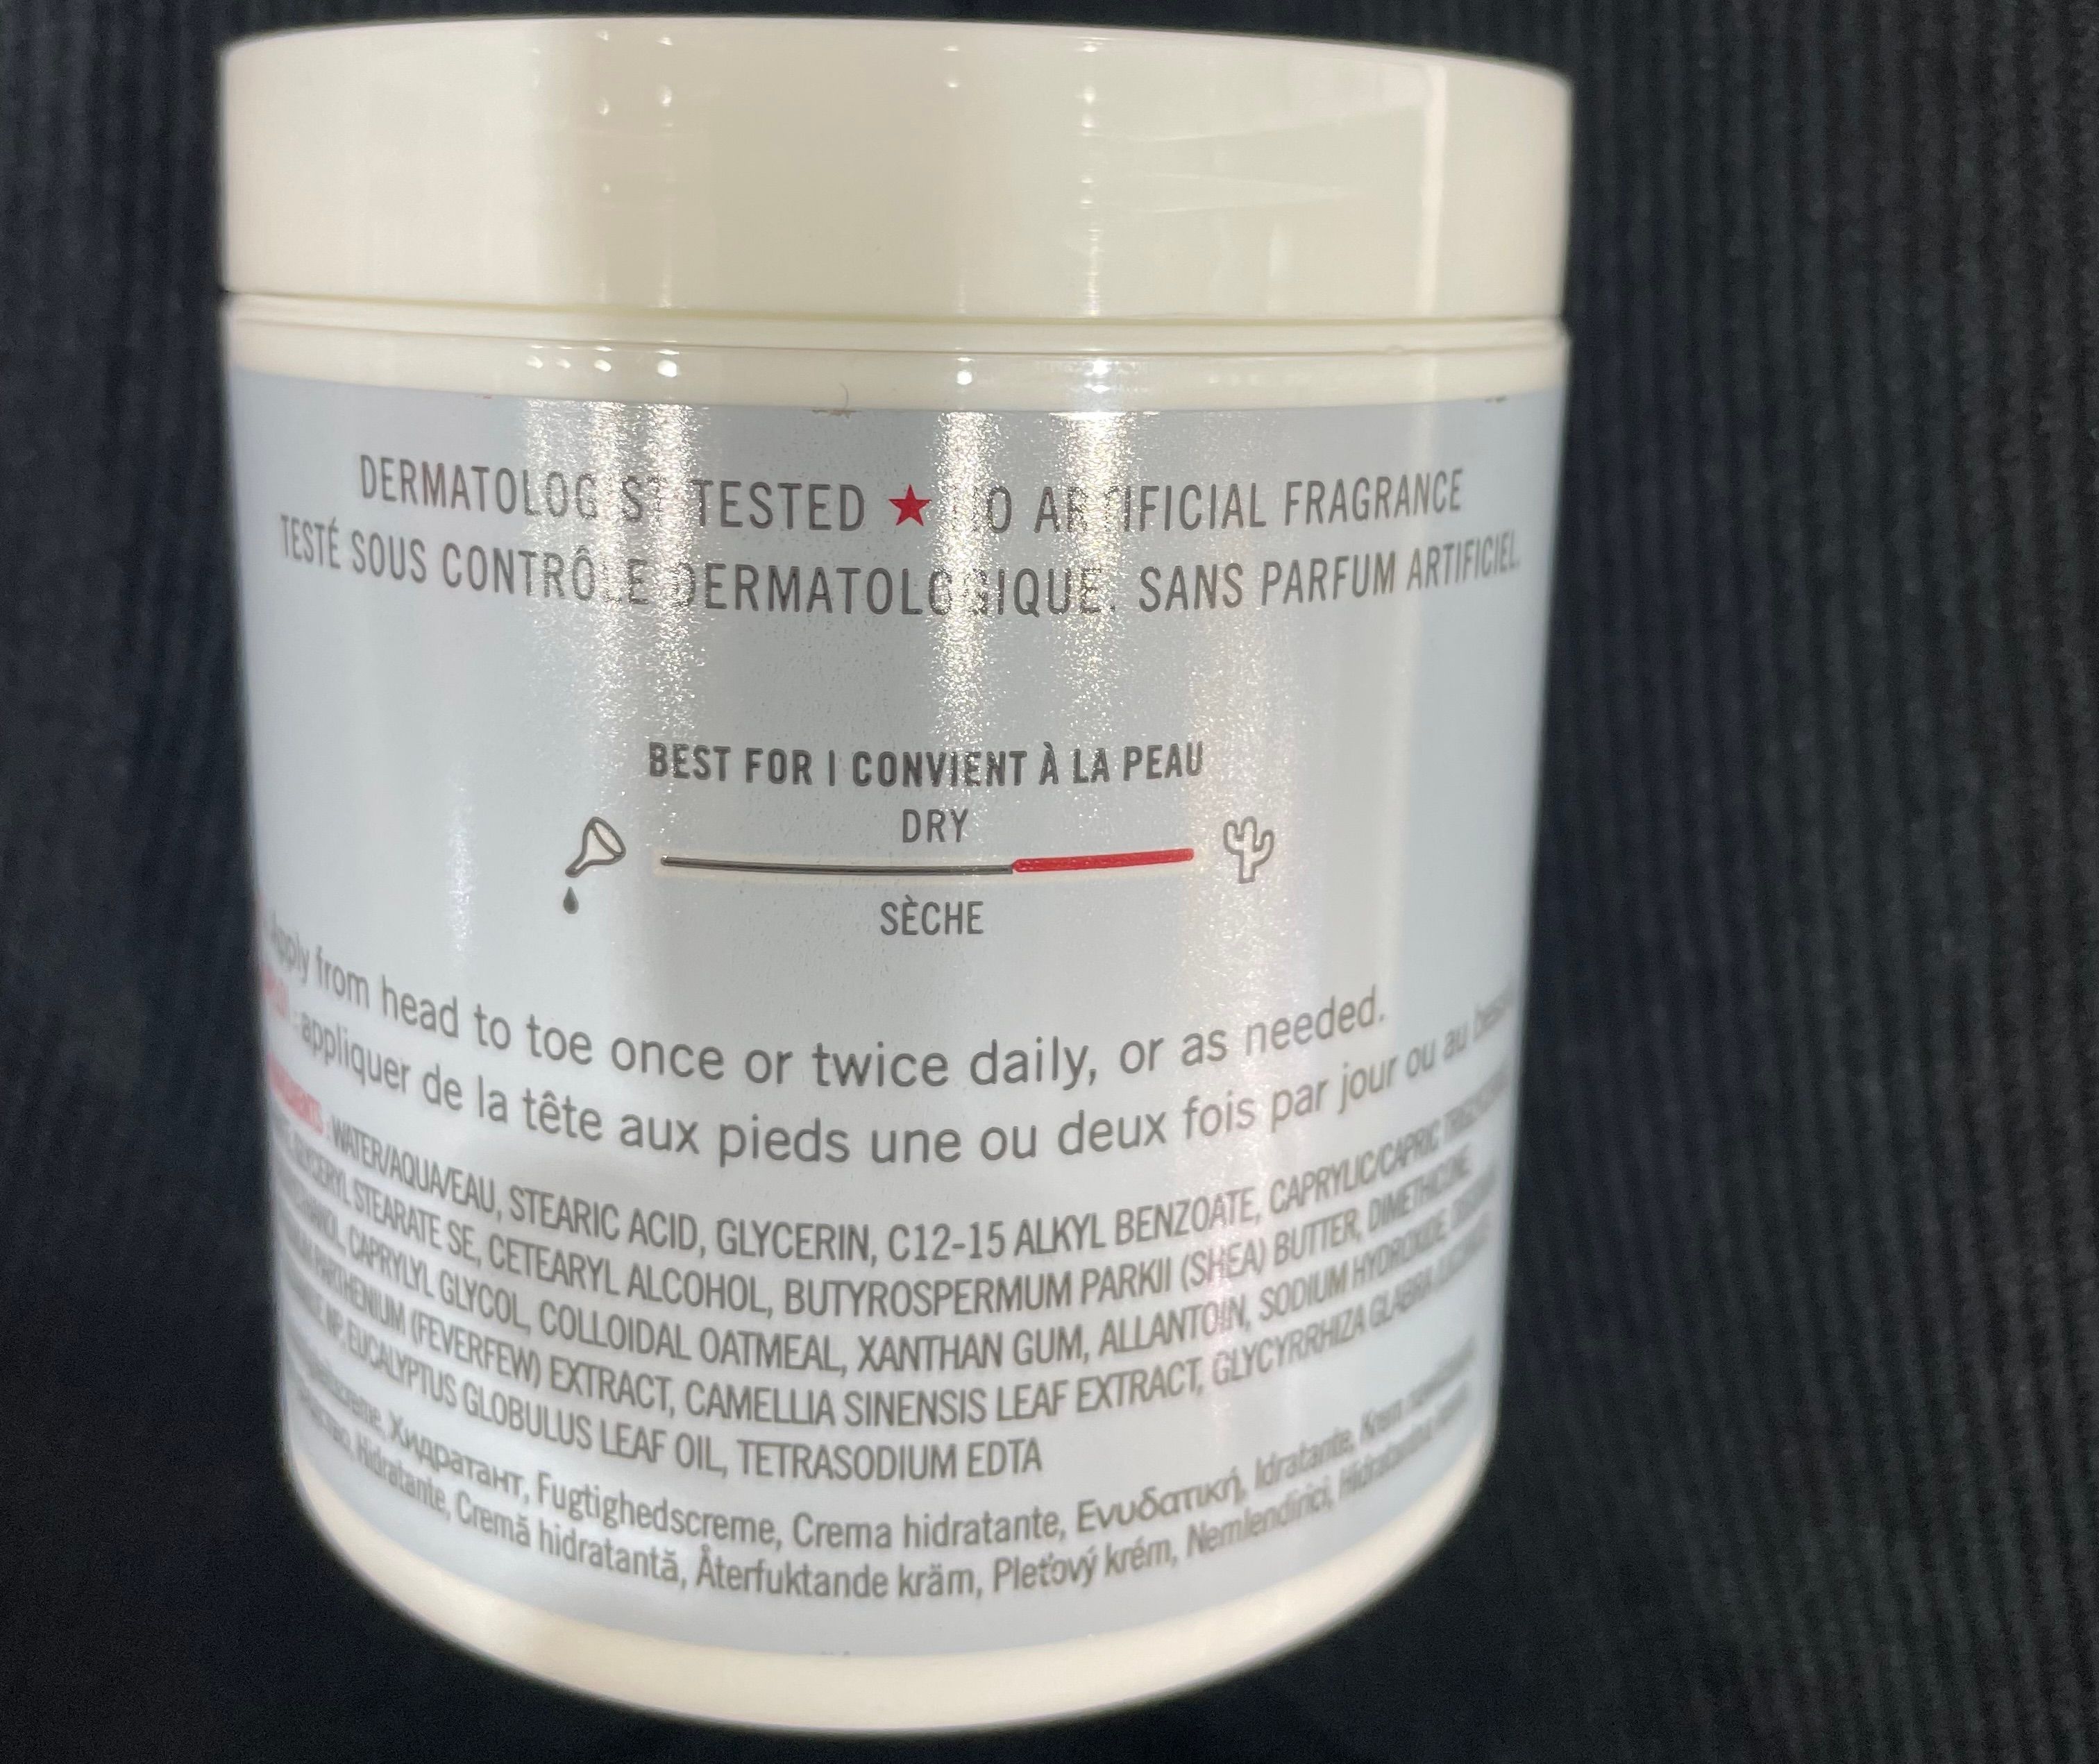 DERMATOLOGIST TESTED ★ NO ARTIFICIAL FRAGRANCE
TESTÉ SOUS CONTRÔLE DERMATOLOGIQUE. SANS PARFUM ARTIFICIEL.
BEST FOR | CONVIENT À LA PEAU
DRY
SÈCHE
Apply from head to toe once or twice daily, or as needed.
: appliquer de la tête aux pieds une ou deux fois par jour ou au
: WATER/AQUA/EAU, STEARIC ACID, GLYCERIN, C12-15 ALKYL BENZOATE, CAPRYLIC/CAPRIC
GLYCERYL STEARATE SE, CETEARYL ALCOHOL, BUTYROSPERMUM PARKII (SHEA) BUTTER, DIMETHICONE,
CAPRYLYL GLYCOL, COLLOIDAL OATMEAL, XANTHAN GUM, ALLANTOIN, SODIUM HYDROXIDE,
PARTHENIUM (FEVERFEW) EXTRACT, CAMELLIA SINENSIS LEAF EXTRACT, GLYCYRRHIZA GLABRA
EUCALYPTUS GLOBULUS LEAF OIL, TETRASODIUM EDTA
Хидратант, Fugtighedscreme, Crema hidratante, Ενυδατική, Idratante,
Hidratante, Cremă hidratantă, Återfuktande kräm, Pleťový krém, Nemlendirici,